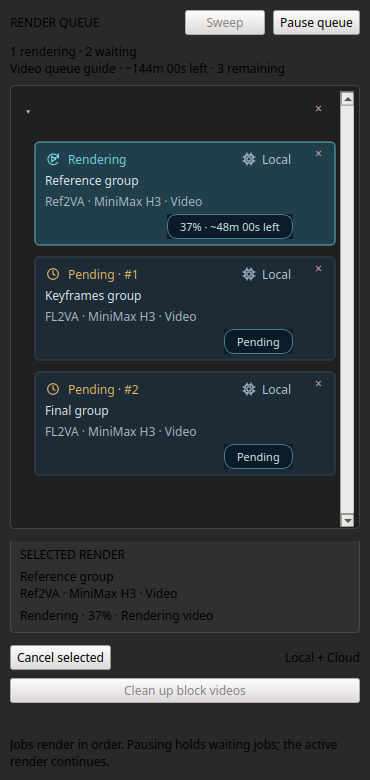 RENDER QUEUE
Sweep
Pause queue
1 rendering · 2 waiting
Video queue guide · ~144m 00s left · 3 remaining
Rendering
Local
×
Reference group
Ref2VA · MiniMax H3 · Video
37% · ~48m 00s left
Pending · #1
Local
×
Keyframes group
FL2VA · MiniMax H3 · Video
Pending
Pending · #2
Local
×
Final group
FL2VA · MiniMax H3 · Video
Pending
SELECTED RENDER
Reference group
Ref2VA · MiniMax H3 · Video
Rendering · 37% · Rendering video
Cancel selected
Local + Cloud
Clean up block videos
Jobs render in order. Pausing holds waiting jobs; the active
render continues.